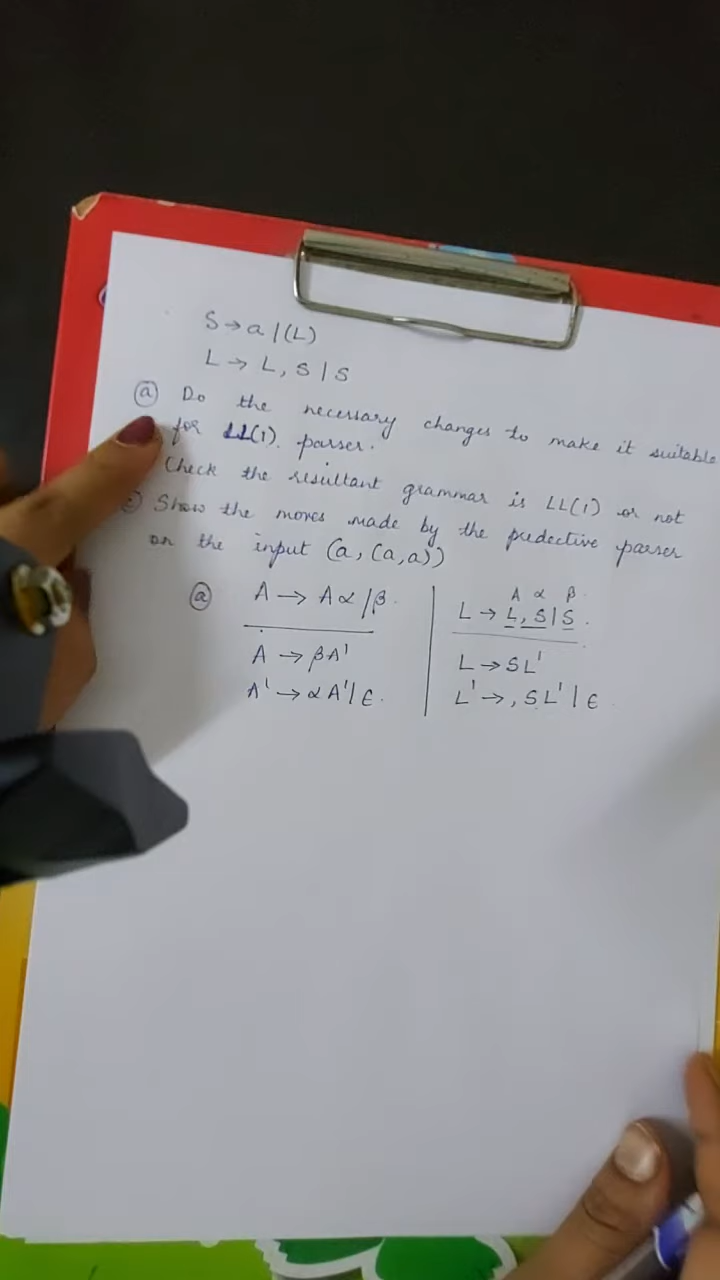 S → a | (L)
L → L, S | S
(a) Do the necessary changes to make it suitable
for LL(1) parser.
Check the resultant grammar is LL(1) or not
Show the moves made by the predective parser
on the input (a, (a,a))
(a) A → Aα | β.
A → βA'
A' → αA' | ϵ.
A α β
L → L, S | S.
L → SL'
L' → , SL' | ϵ